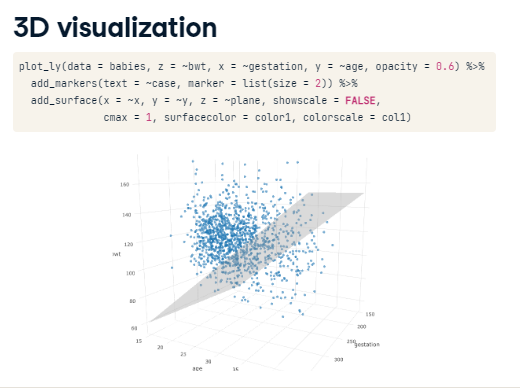 3D visualization
plot_ly(data = babies, z = ~bwt, x = ~gestation, y = ~age, opacity = 0.6) %>%
add_markers(text = ~case, marker = list(size = 2)) %>%
add_surface(x = ~x, y = ~y, z = ~plane, showscale = FALSE,
cmax = 1, surfacecolor = color1, colorscale = col1)
160
140
120
bwt
100
80
60
15
20
25
30
36
age
150
200
250
gestation
300